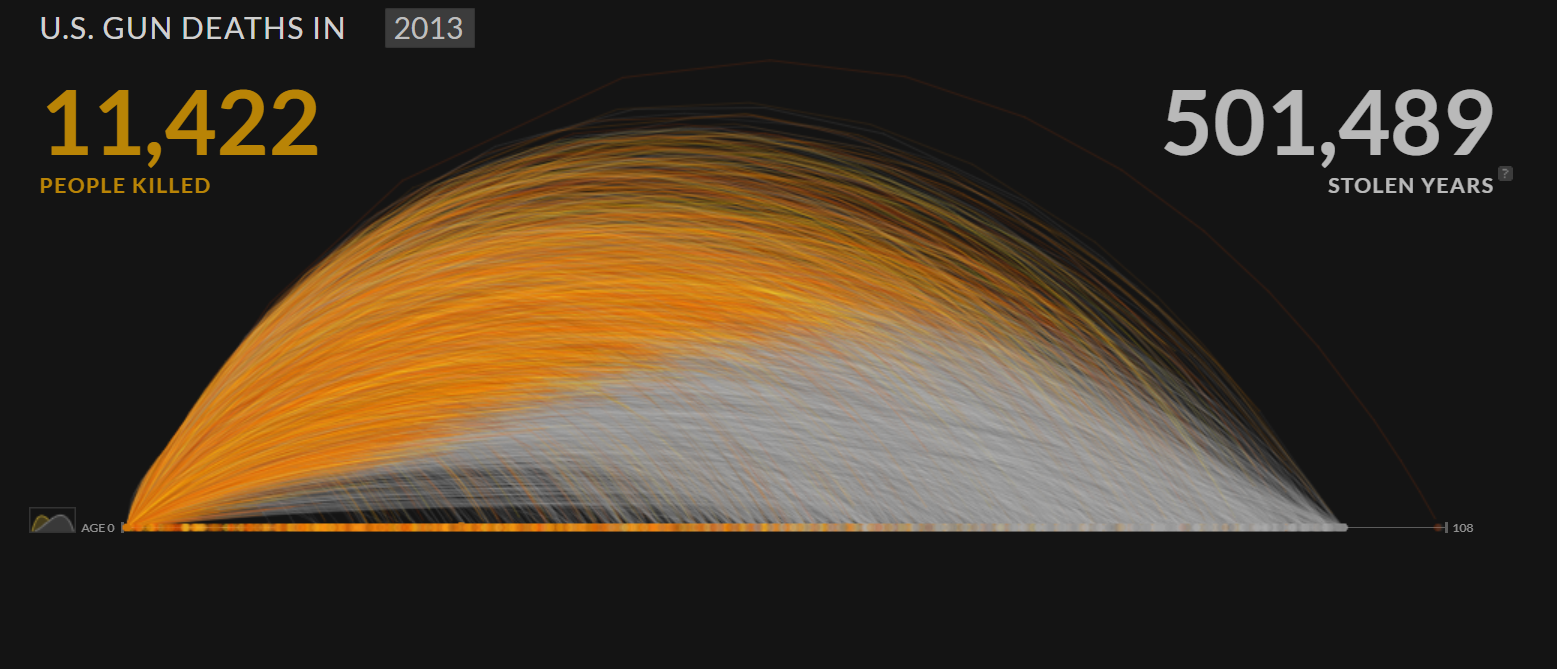 U.S. GUN DEATHS IN 2013
11,422
PEOPLE KILLED
501,489
STOLEN YEARS ?
AGE 0
108